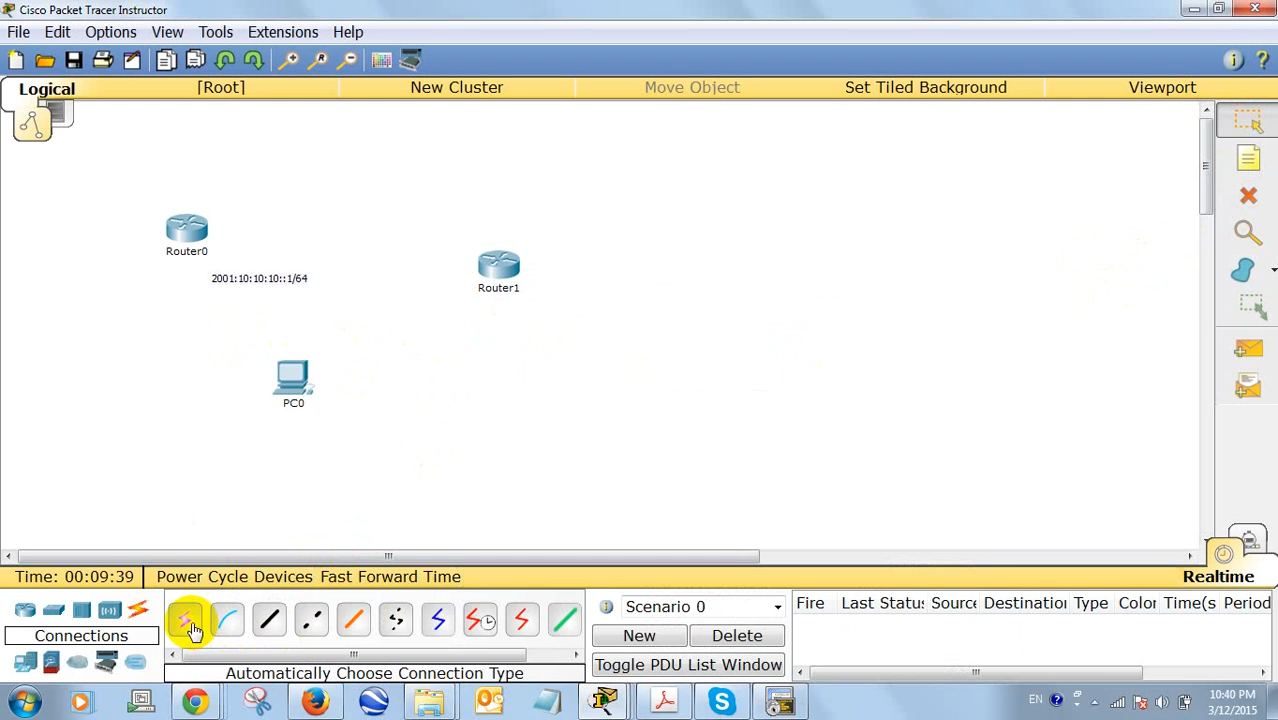 Cisco Packet Tracer Instructor
File Edit Options View Tools Extensions Help
Logical [Root] New Cluster Move Object Set Tiled Background Viewport
Router0
2001:10:10:10::1/64
Router1
PC0
Time: 00:09:39 Power Cycle Devices Fast Forward Time Realtime
Scenario 0
Fire Last Status Source Destination Type Color Time(s Period
Connections
New Delete
Toggle PDU List Window
Automatically Choose Connection Type
EN
10:40 PM
3/12/2015